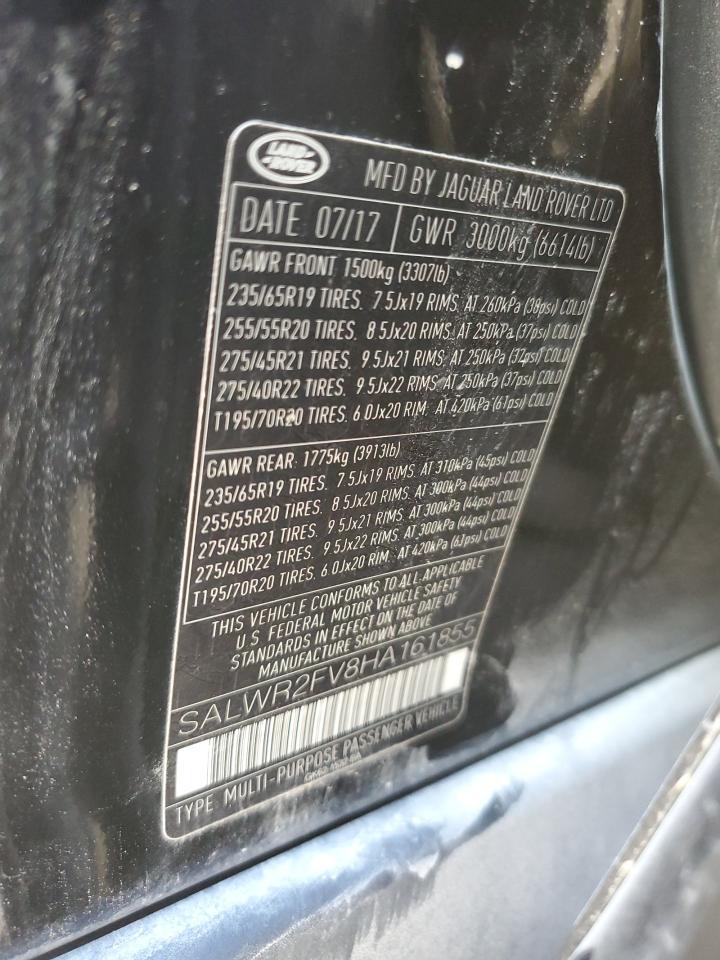 LAND ROVER
MFD BY JAGUAR LAND ROVER LTD
DATE 07/17 GWR 3000kg (6614lb)
GAWR FRONT 1500kg (3307lb)
235/65R19 TIRES. 7.5Jx19 RIMS. AT 260kPa (38psi) COLD
255/55R20 TIRES. 8.5Jx20 RIMS. AT 250kPa (37psi) COLD
275/45R21 TIRES. 9.5Jx21 RIMS. AT 250kPa (37psi) COLD
275/40R22 TIRES. 9.5Jx22 RIMS. AT 250kPa (37psi) COLD
T195/70R20 TIRES. 6.0Jx20 RIM. AT 420kPa (61psi) COLD
GAWR REAR: 1775kg (3913lb)
235/65R19 TIRES. 7.5Jx19 RIMS. AT 310kPa (45psi) COLD
255/55R20 TIRES. 8.5Jx20 RIMS. AT 300kPa (44psi) COLD
275/45R21 TIRES. 9.5Jx21 RIMS. AT 300kPa (44psi) COLD
275/40R22 TIRES. 9.5Jx22 RIMS. AT 300kPa (44psi) COLD
T195/70R20 TIRES. 6.0Jx20 RIM. AT 420kPa (61psi) COLD
THIS VEHICLE CONFORMS TO ALL APPLICABLE
U.S. FEDERAL MOTOR VEHICLE SAFETY
STANDARDS IN EFFECT ON THE DATE OF
MANUFACTURE SHOWN ABOVE
SALWR2FV8HA161855
TYPE MULTI-PURPOSE PASSENGER VEHICLE